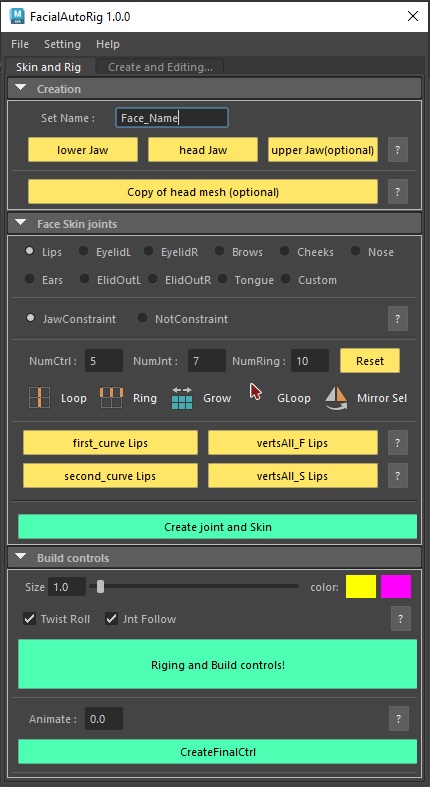 FacialAutoRig 1.0.0
File Setting Help
Skin and Rig Create and Editing...
Creation
Set Name : Face_Name
lower Jaw head Jaw upper Jaw(optional) ?
Copy of head mesh (optional)
Face Skin joints
Lips EyelidL EyelidR Brows Cheeks Nose
Ears ElidOutL ElidOutR Tongue Custom
JawConstraint NotConstraint ?
NumCtrl : 5 NumJnt : 7 NumRing : 10 Reset
Loop Ring Grow GLoop Mirror Sel
first_curve Lips vertsAll_F Lips ?
second_curve Lips vertsAll_S Lips ?
Create joint and Skin
Build controls
Size 1.0 color:
Twist Roll Jnt Follow ?
Riging and Build controls!
Animate : 0.0 ?
CreateFinalCtrl